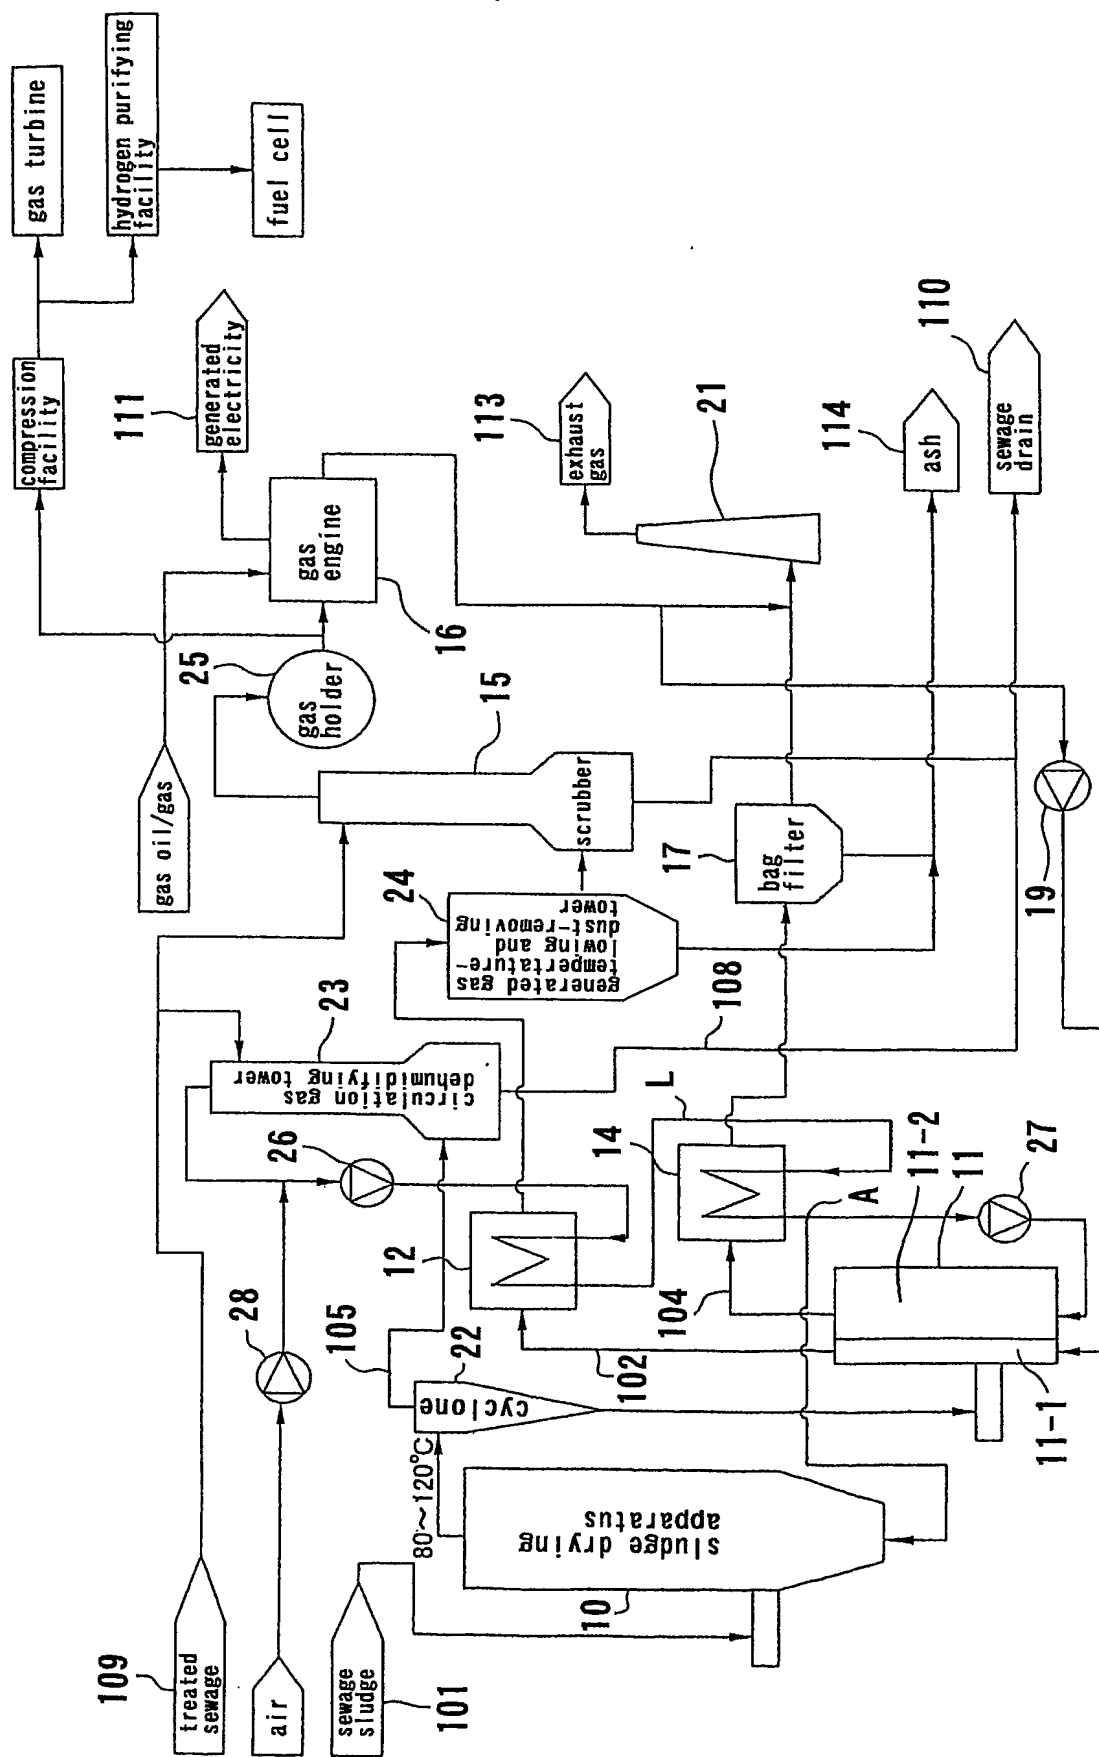 109
treated
sewage
air
sewage
sludge
101
28
105
80~120°C
22
cyclone
sludge drying
apparatus
10
gas oil/gas
23
circulation gas
dehumidifying tower
26
12
102
104
14
L
A
11-2
11
11-1
27
24
generated gas
tempertature-
lowing and
dust-removing
tower
108
15
scrubber
17
bag
filter
19
25
gas
holder
16
gas
engine
111
generated
electricity
compression
facility
gas turbine
hydrogen purifying
facility
fuel cell
113
exhaust
gas
21
114
ash
110
sewage
drain